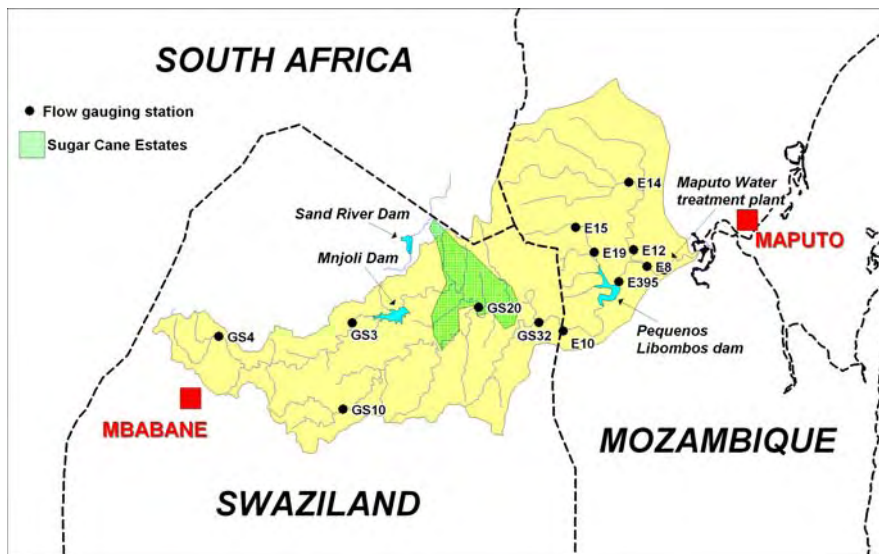 SOUTH AFRICA
Flow gauging station
Sugar Cane Estates
E14
Maputo Water
treatment plant
Sand River Dam
E15
MAPUTO
Mnjoli Dam
E19
E12
E8
E395
GS20
GS4
GS3
GS32
E10
Pequenos
Libombos dam
MBABANE
GS10
MOZAMBIQUE
SWAZILAND